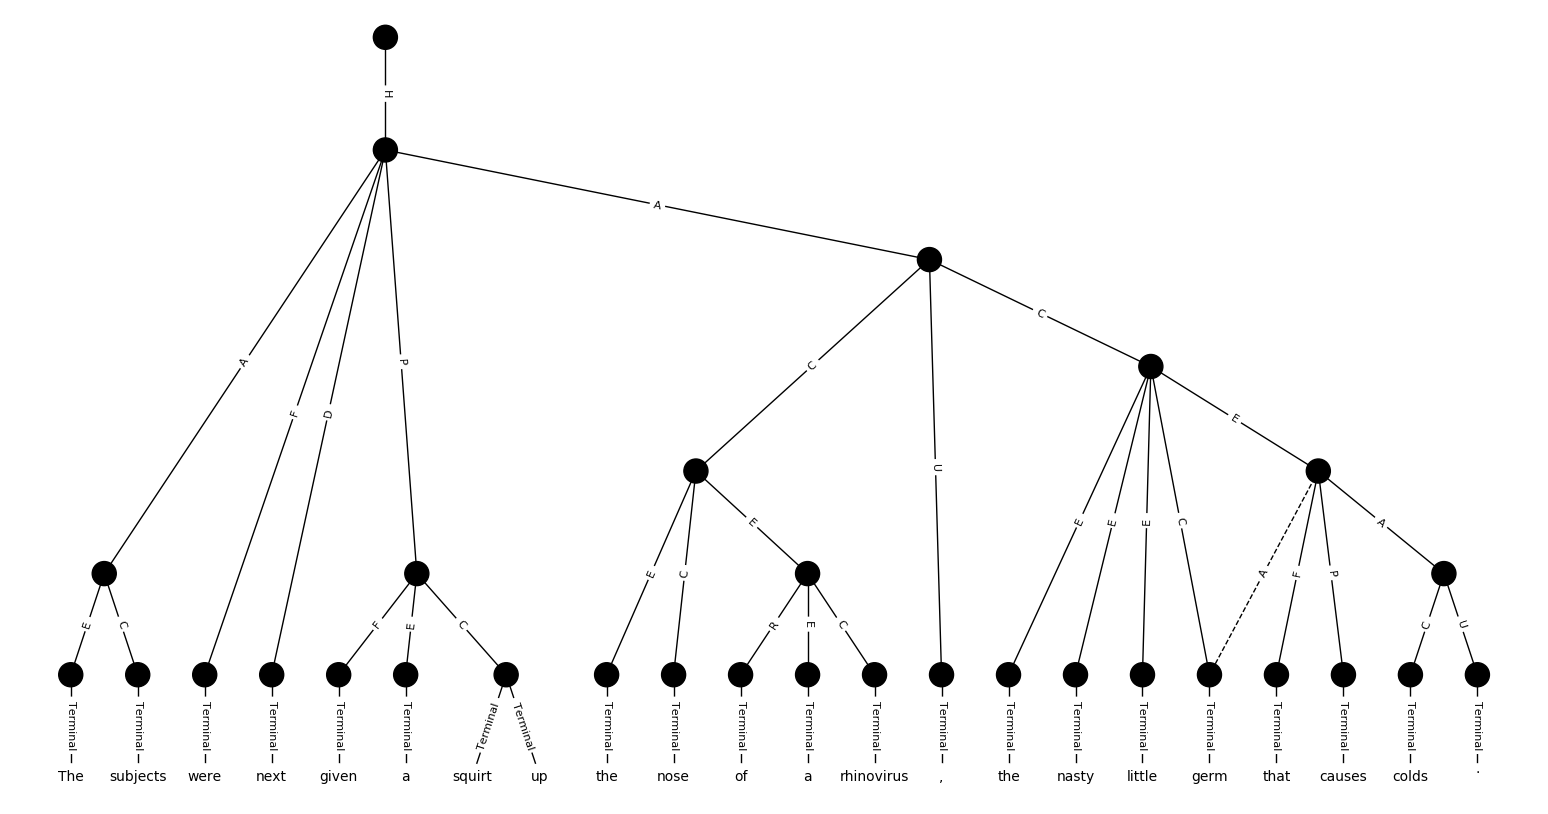 H
A
A
F
D
P
C
C
U
E
E
C
E
E
E
E
C
A
F
P
A
E
C
F
E
C
R
E
C
C
U
Terminal Terminal Terminal Terminal Terminal Terminal Terminal Terminal Terminal Terminal Terminal Terminal Terminal Terminal Terminal Terminal Terminal Terminal Terminal Terminal Terminal Terminal
The subjects were next given a squirt up the nose of a rhinovirus , the nasty little germ that causes colds .